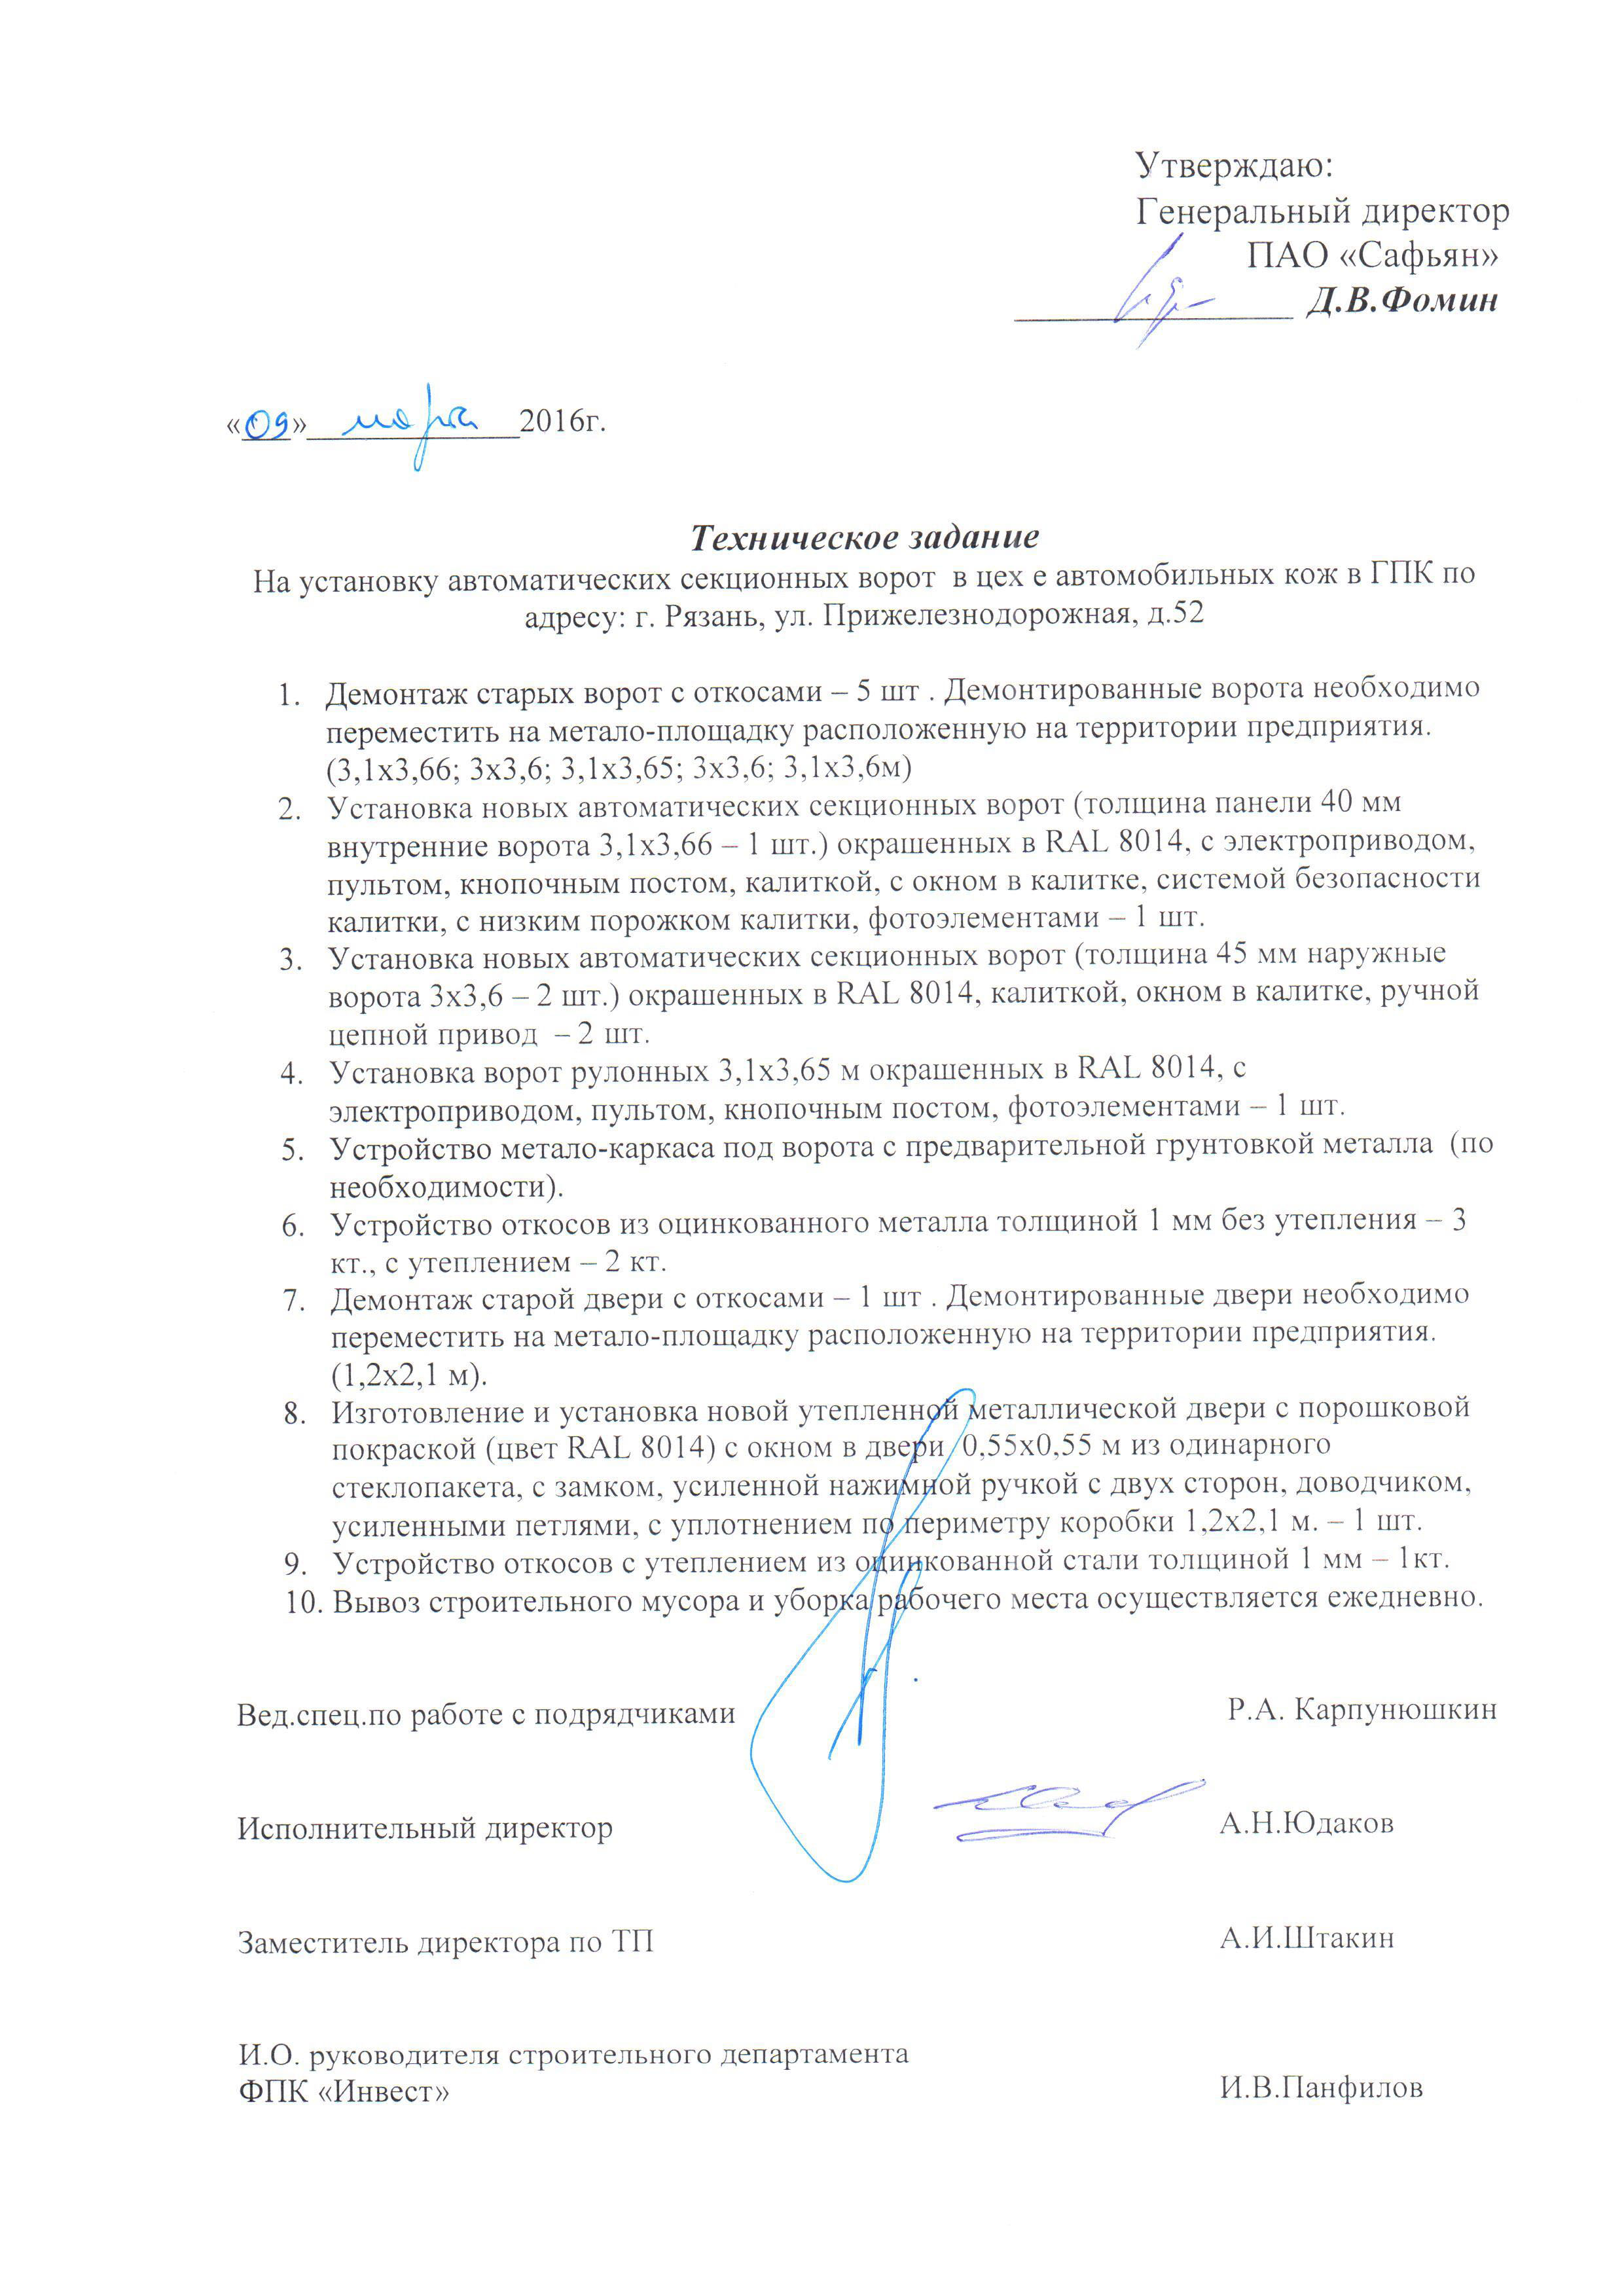 Утверждаю:
Генеральный директор
ПАО «Сафьян»
Д.В.Фомин
«09» марта 2016г.
Техническое задание
На установку автоматических секционных ворот в цех е автомобильных кож в ГПК по
адресу: г. Рязань, ул. Прижелезнодорожная, д.52
1. Демонтаж старых ворот с откосами – 5 шт . Демонтированные ворота необходимо
переместить на метало-площадку расположенную на территории предприятия.
(3,1х3,66; 3х3,6; 3,1х3,65; 3х3,6; 3,1х3,6м)
2. Установка новых автоматических секционных ворот (толщина панели 40 мм
внутренние ворота 3,1х3,66 – 1 шт.) окрашенных в RAL 8014, с электроприводом,
пультом, кнопочным постом, калиткой, с окном в калитке, системой безопасности
калитки, с низким порожком калитки, фотоэлементами – 1 шт.
3. Установка новых автоматических секционных ворот (толщина 45 мм наружные
ворота 3х3,6 – 2 шт.) окрашенных в RAL 8014, калиткой, окном в калитке, ручной
цепной привод – 2 шт.
4. Установка ворот рулонных 3,1х3,65 м окрашенных в RAL 8014, с
электроприводом, пультом, кнопочным постом, фотоэлементами – 1 шт.
5. Устройство метало-каркаса под ворота с предварительной грунтовкой металла (по
необходимости).
6. Устройство откосов из оцинкованного металла толщиной 1 мм без утепления – 3
кт., с утеплением – 2 кт.
7. Демонтаж старой двери с откосами – 1 шт . Демонтированные двери необходимо
переместить на метало-площадку расположенную на территории предприятия.
(1,2х2,1 м).
8. Изготовление и установка новой утепленной металлической двери с порошковой
покраской (цвет RAL 8014) с окном в двери 0,55х0,55 м из одинарного
стеклопакета, с замком, усиленной нажимной ручкой с двух сторон, доводчиком,
усиленными петлями, с уплотнением по периметру коробки 1,2х2,1 м. – 1 шт.
9. Устройство откосов с утеплением из оцинкованной стали толщиной 1 мм – 1кт.
10. Вывоз строительного мусора и уборка рабочего места осуществляется ежедневно.
Вед.спец.по работе с подрядчиками Р.А. Карпунюшкин
Исполнительный директор А.Н.Юдаков
Заместитель директора по ТП А.И.Штакин
И.О. руководителя строительного департамента
ФПК «Инвест» И.В.Панфилов